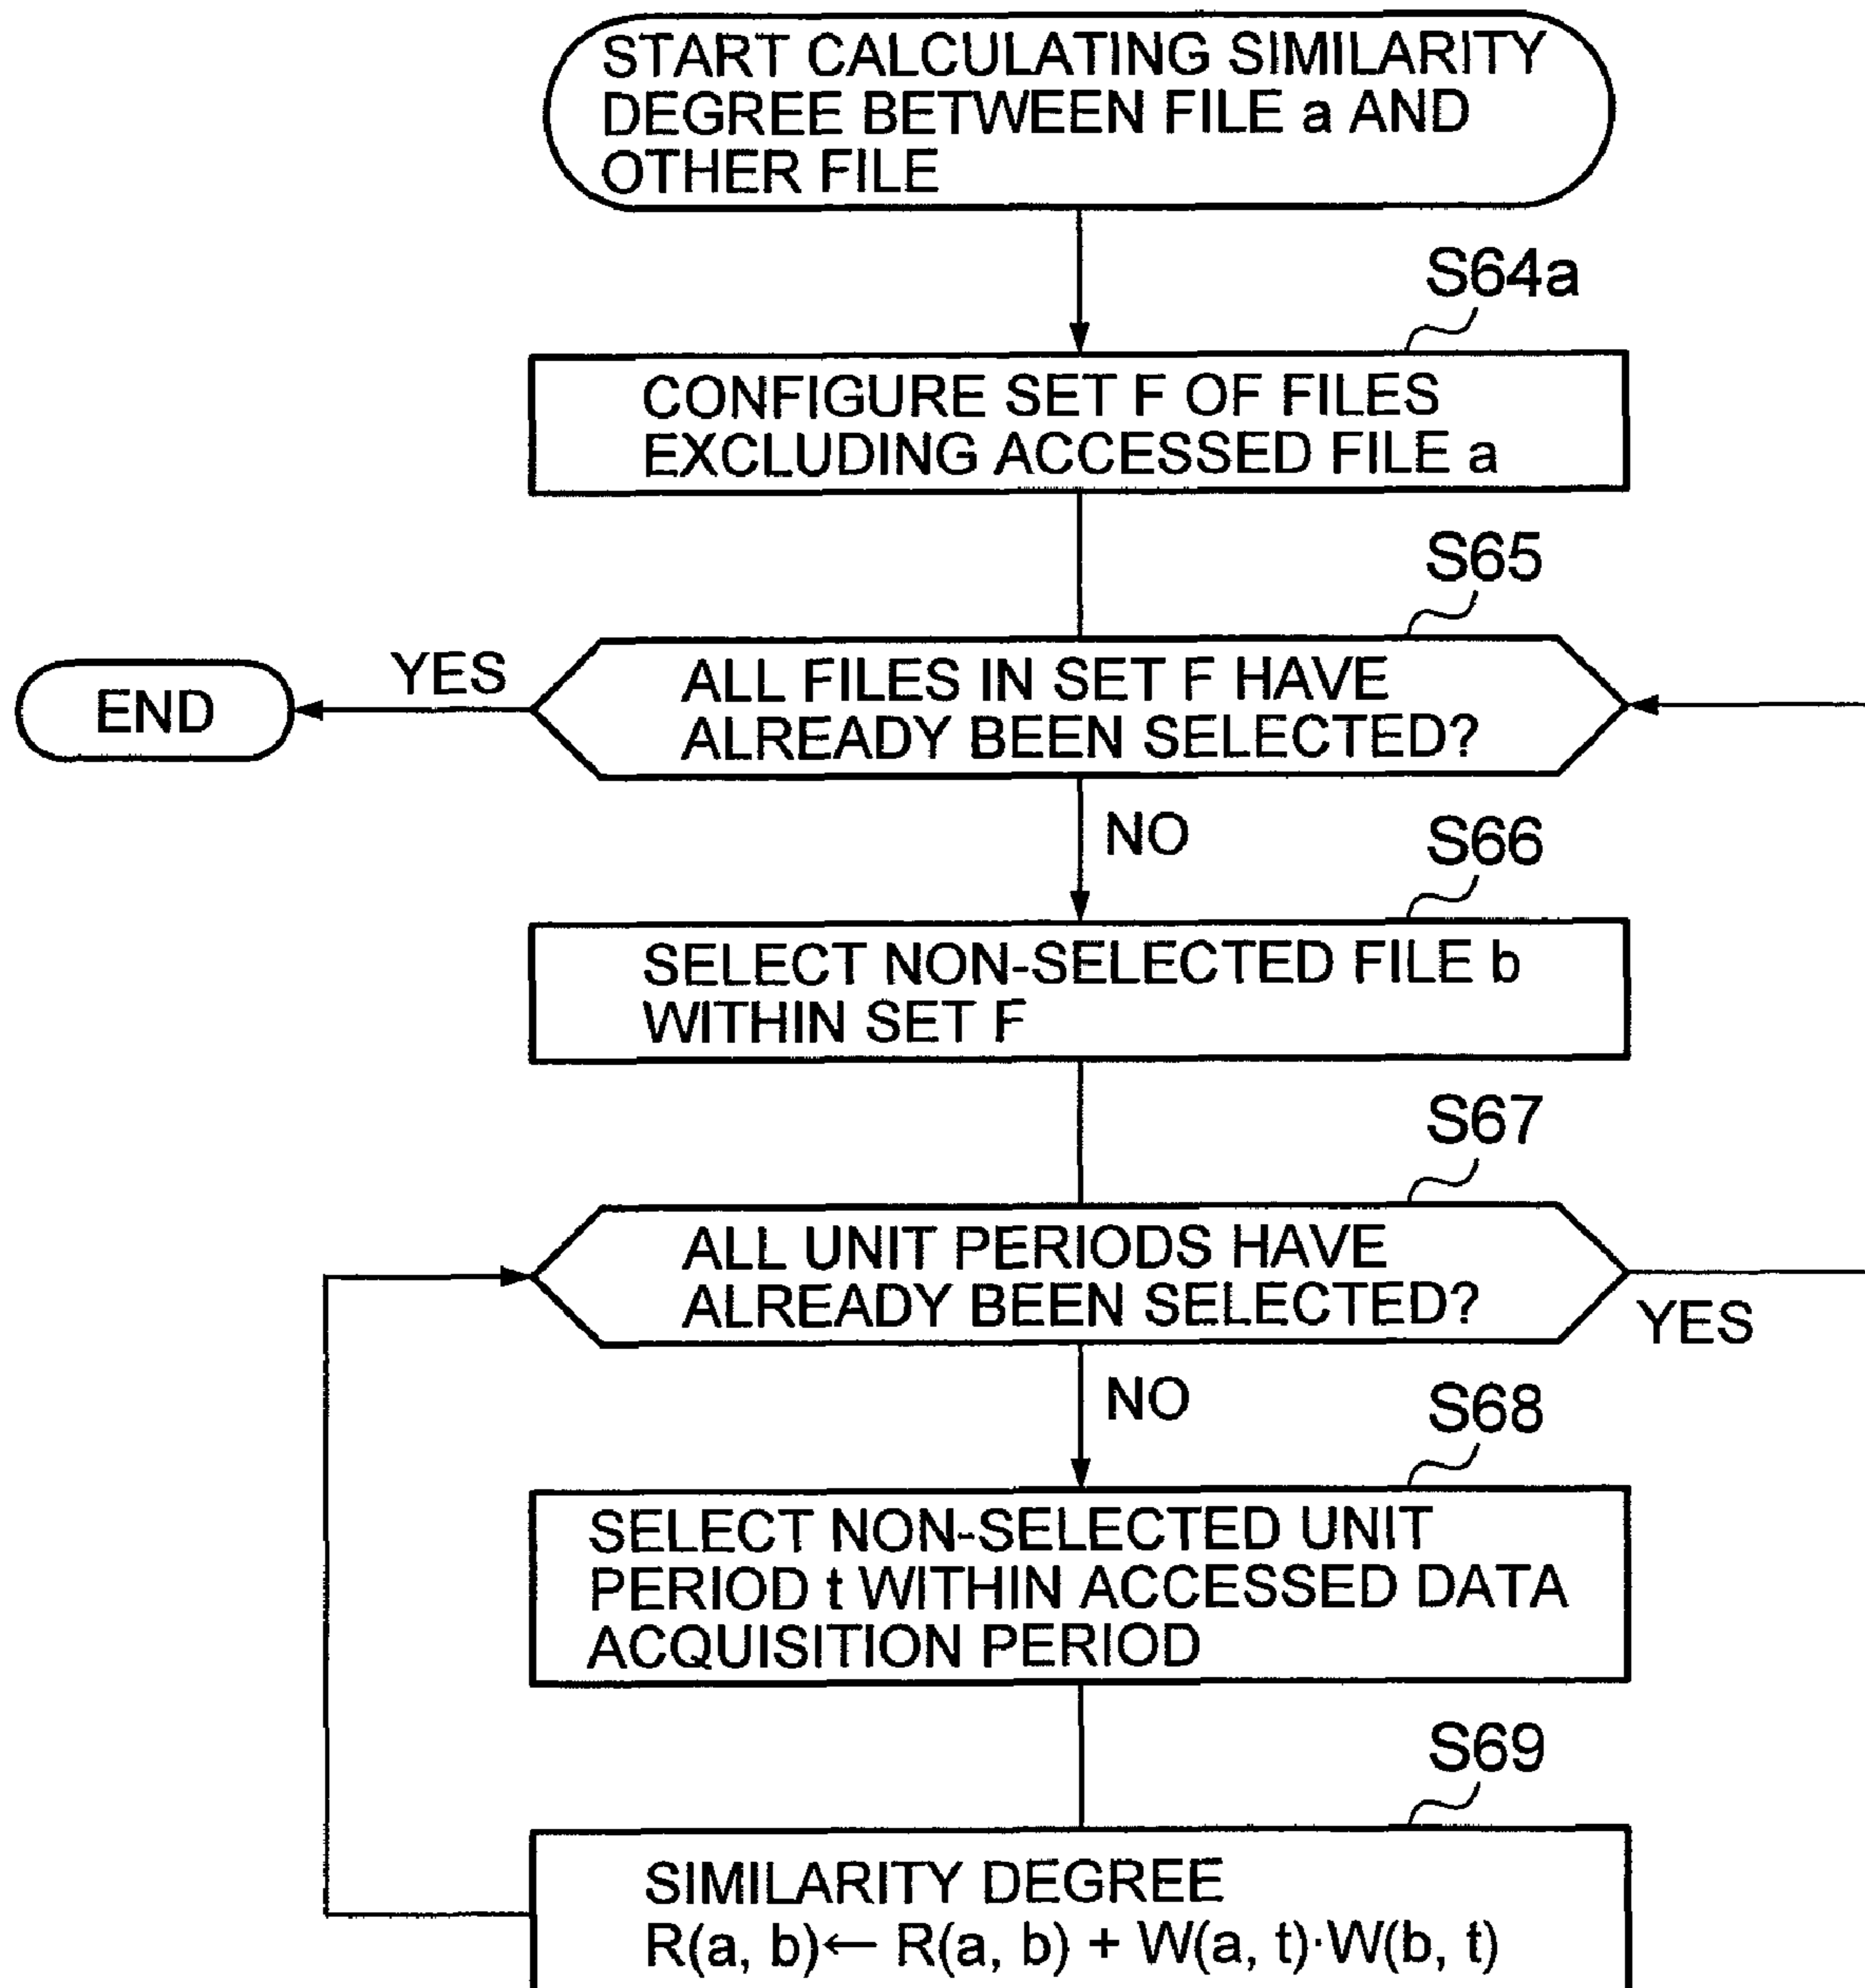 START CALCULATING SIMILARITY
DEGREE BETWEEN FILE a AND
OTHER FILE
S64a
CONFIGURE SET F OF FILES
EXCLUDING ACCESSED FILE a
S65
ALL FILES IN SET F HAVE
ALREADY BEEN SELECTED?
YES
END
NO
S66
SELECT NON-SELECTED FILE b
WITHIN SET F
S67
ALL UNIT PERIODS HAVE
ALREADY BEEN SELECTED?
YES
NO
S68
SELECT NON-SELECTED UNIT
PERIOD t WITHIN ACCESSED DATA
ACQUISITION PERIOD
S69
SIMILARITY DEGREE
R(a, b)← R(a, b) + W(a, t)·W(b, t)